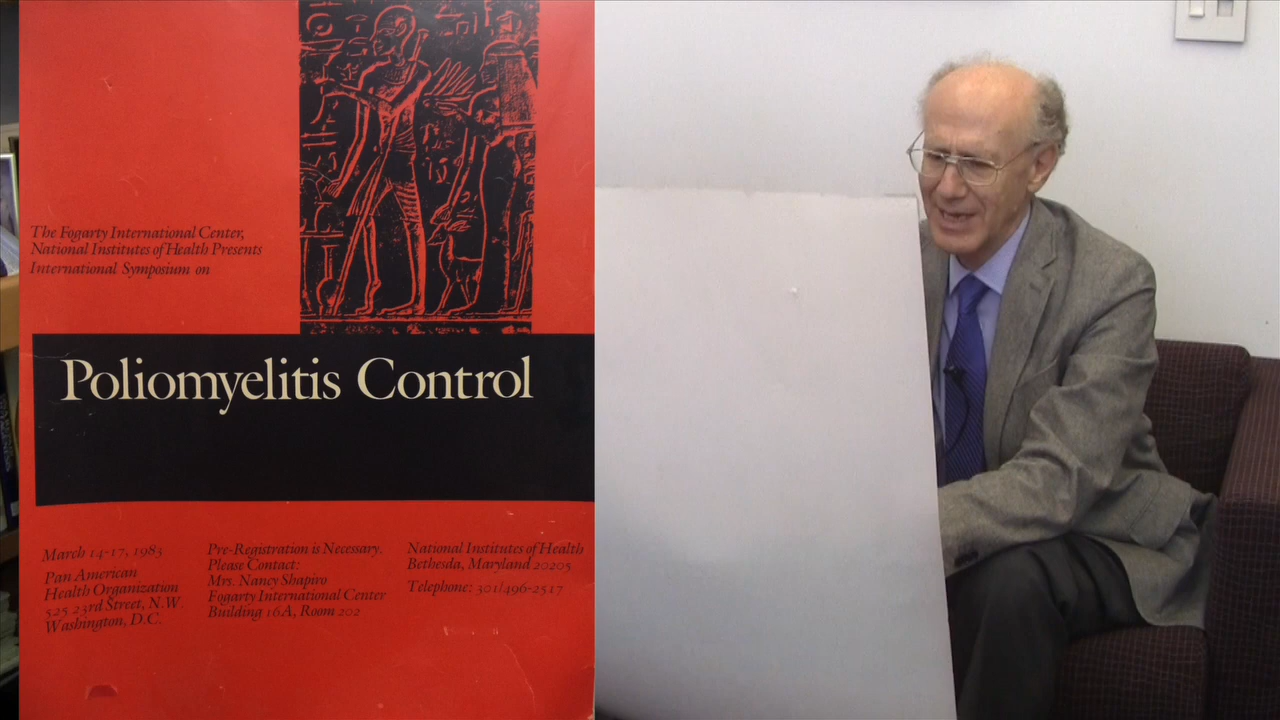 The Fogarty International Center,
National Institutes of Health Presents
International Symposium on
Poliomyelitis Control
March 14-17, 1983
Pan American
Health Organization
525 23rd Street, N.W.
Washington, D.C.
Pre-Registration is Necessary.
Please Contact:
Mrs. Nancy Shapiro
Fogarty International Center
Building 16A, Room 202
National Institutes of Health
Bethesda, Maryland 20205
Telephone: 301/496-2517